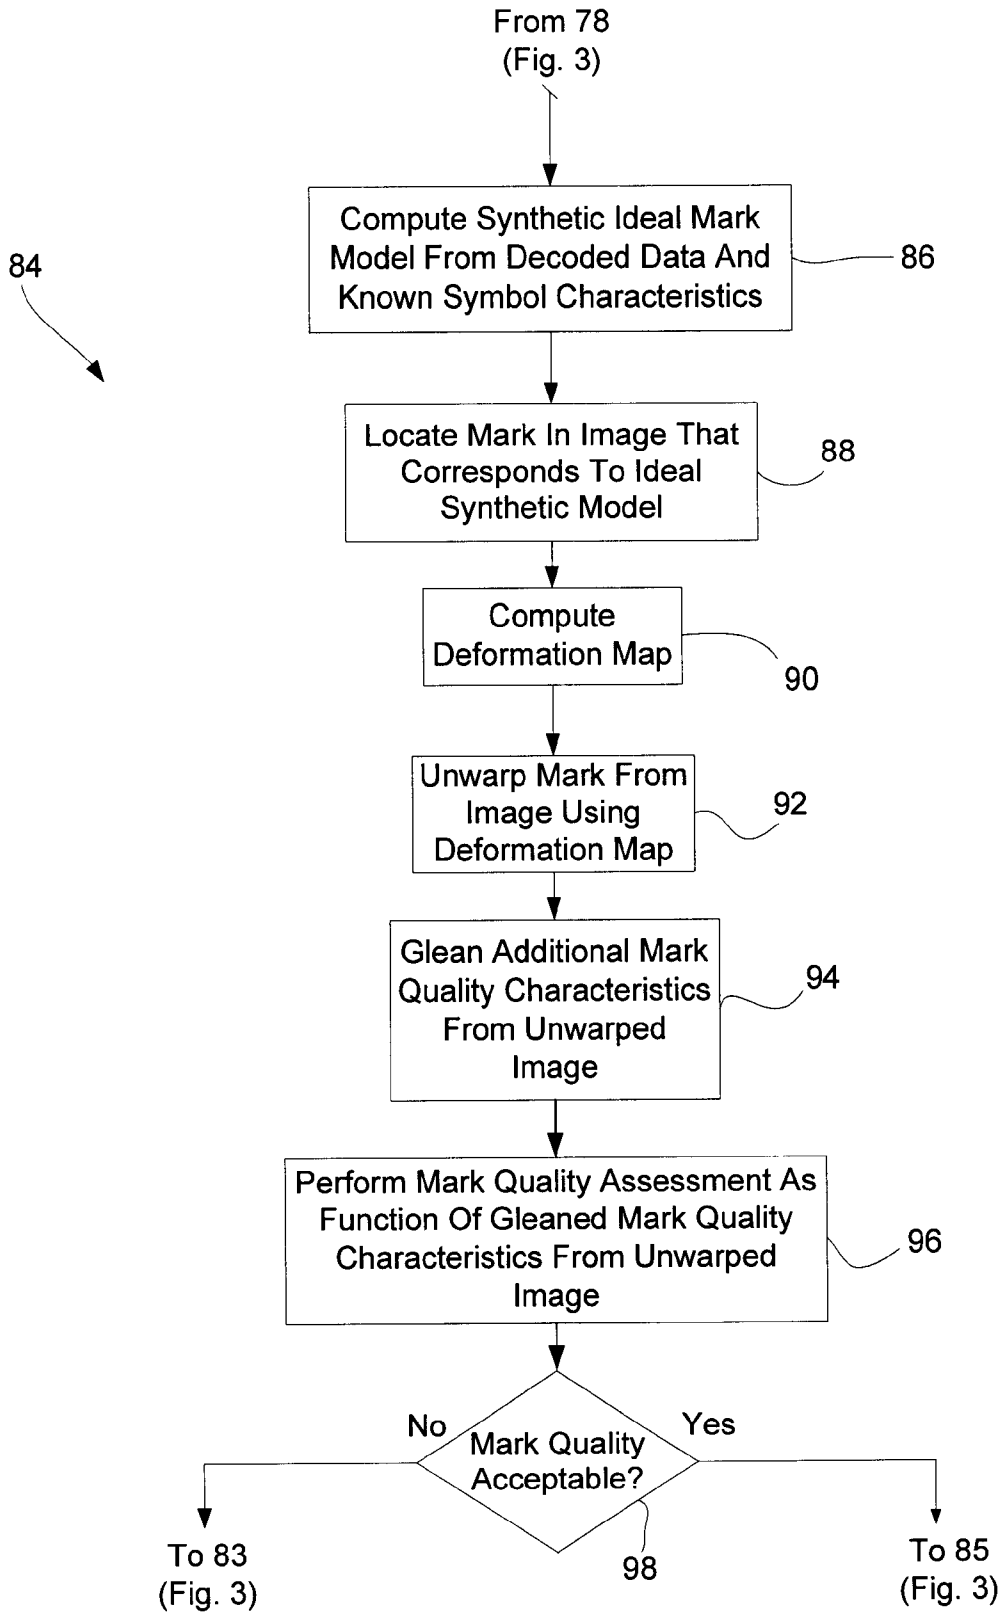 From 78
(Fig. 3)
Compute Synthetic Ideal Mark
Model From Decoded Data And
Known Symbol Characteristics
86
84
Locate Mark In Image That
Corresponds To Ideal
Synthetic Model
88
Compute
Deformation Map
90
Unwarp Mark From
Image Using
Deformation Map
92
Glean Additional Mark
Quality Characteristics
From Unwarped
Image
94
Perform Mark Quality Assessment As
Function Of Gleaned Mark Quality
Characteristics From Unwarped
Image
96
No
Yes
Mark Quality
Acceptable?
98
To 83
(Fig. 3)
To 85
(Fig. 3)